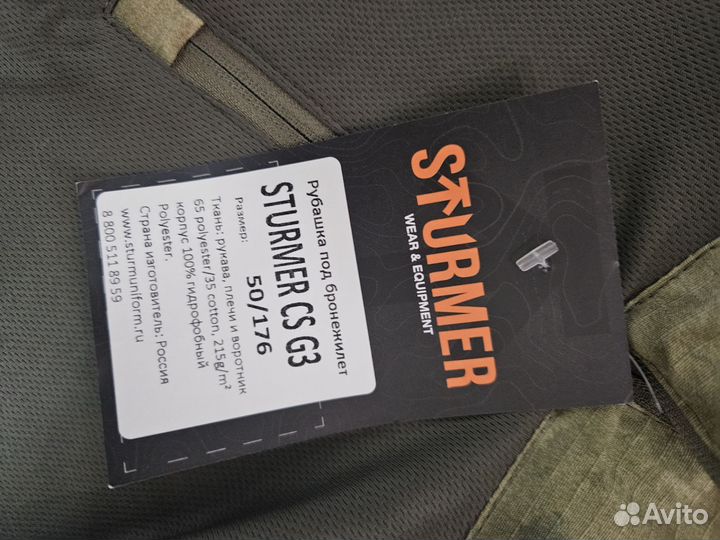 STURMER
WEAR & EQUIPMENT
Рубашка под бронежилет
STURMER CS G3
Размер: 50/176
Ткань: рукава, плечи и воротник
65 polyester/35 cotton, 215g/m²
корпус 100% гидрофобный
Polyester.
Страна изготовитель: Россия
www.sturmuniform.ru
8 800 511 89 59
Avito